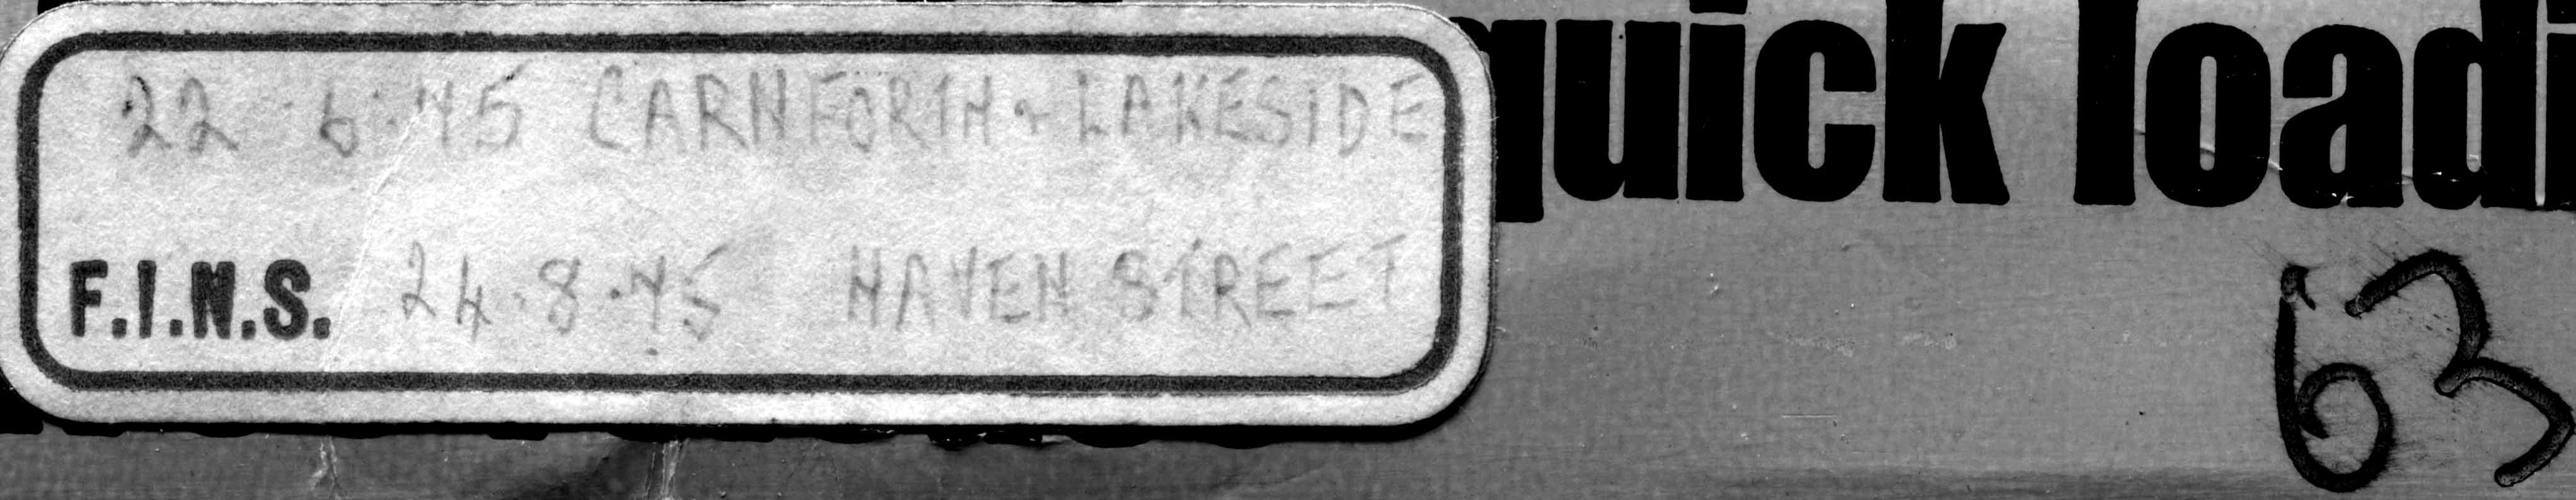 22·6·75 CARNFORTH + LAKESIDE
F.I.N.S. 24·8·75 HAVEN STREET
quick loadi
63